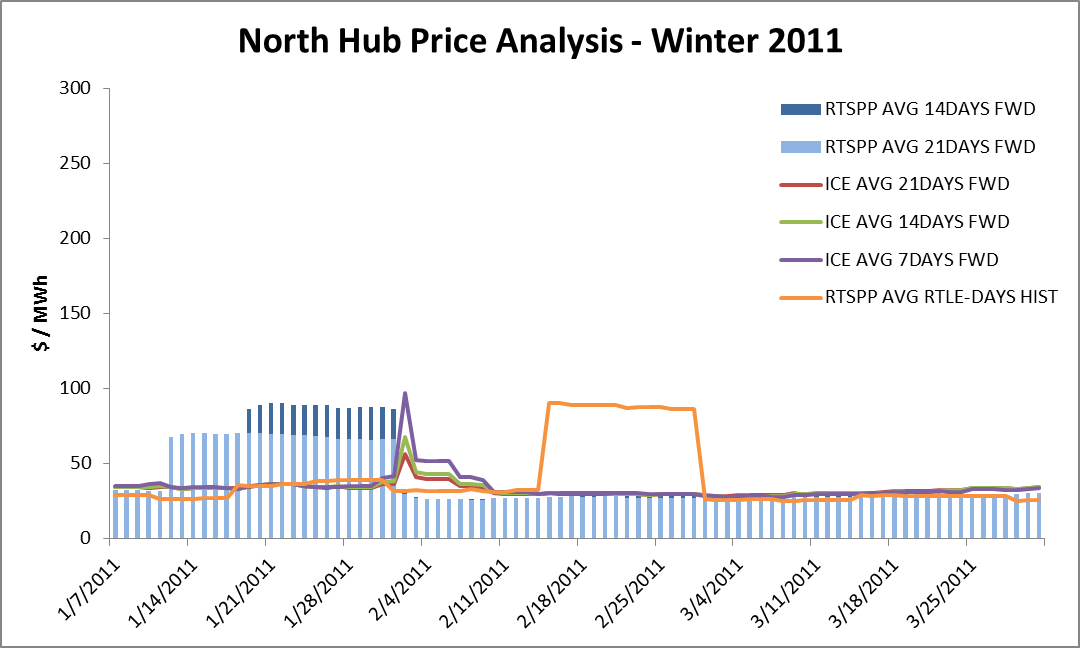 North Hub Price Analysis - Winter 2011
300
250
200
150
100
50
0
$ / MWh
RTSPP AVG 14DAYS FWD
RTSPP AVG 21DAYS FWD
ICE AVG 21DAYS FWD
ICE AVG 14DAYS FWD
ICE AVG 7DAYS FWD
RTSPP AVG RTLE-DAYS HIST
1/7/2011
1/14/2011
1/21/2011
1/28/2011
2/4/2011
2/11/2011
2/18/2011
2/25/2011
3/4/2011
3/11/2011
3/18/2011
3/25/2011